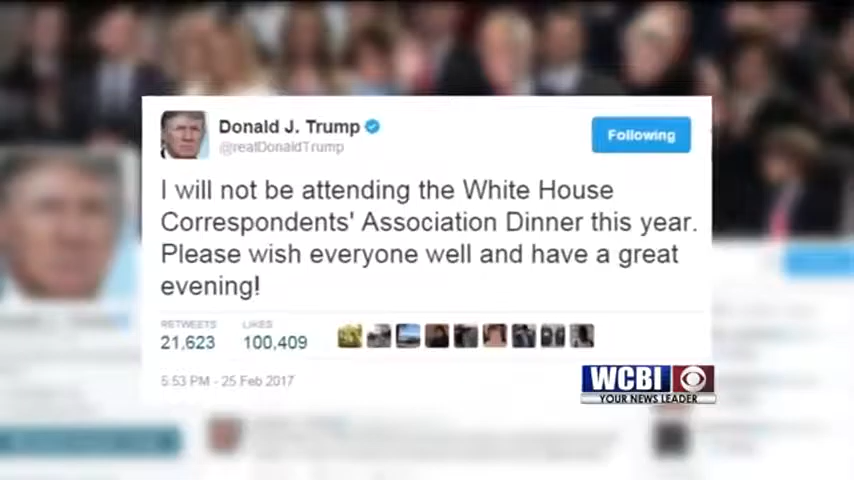 Donald J. Trump
@realDonaldTrump
Following
I will not be attending the White House
Correspondents' Association Dinner this year.
Please wish everyone well and have a great
evening!
RETWEETS LIKES
21,623 100,409
5:53 PM - 25 Feb 2017
WCBI
YOUR NEWS LEADER